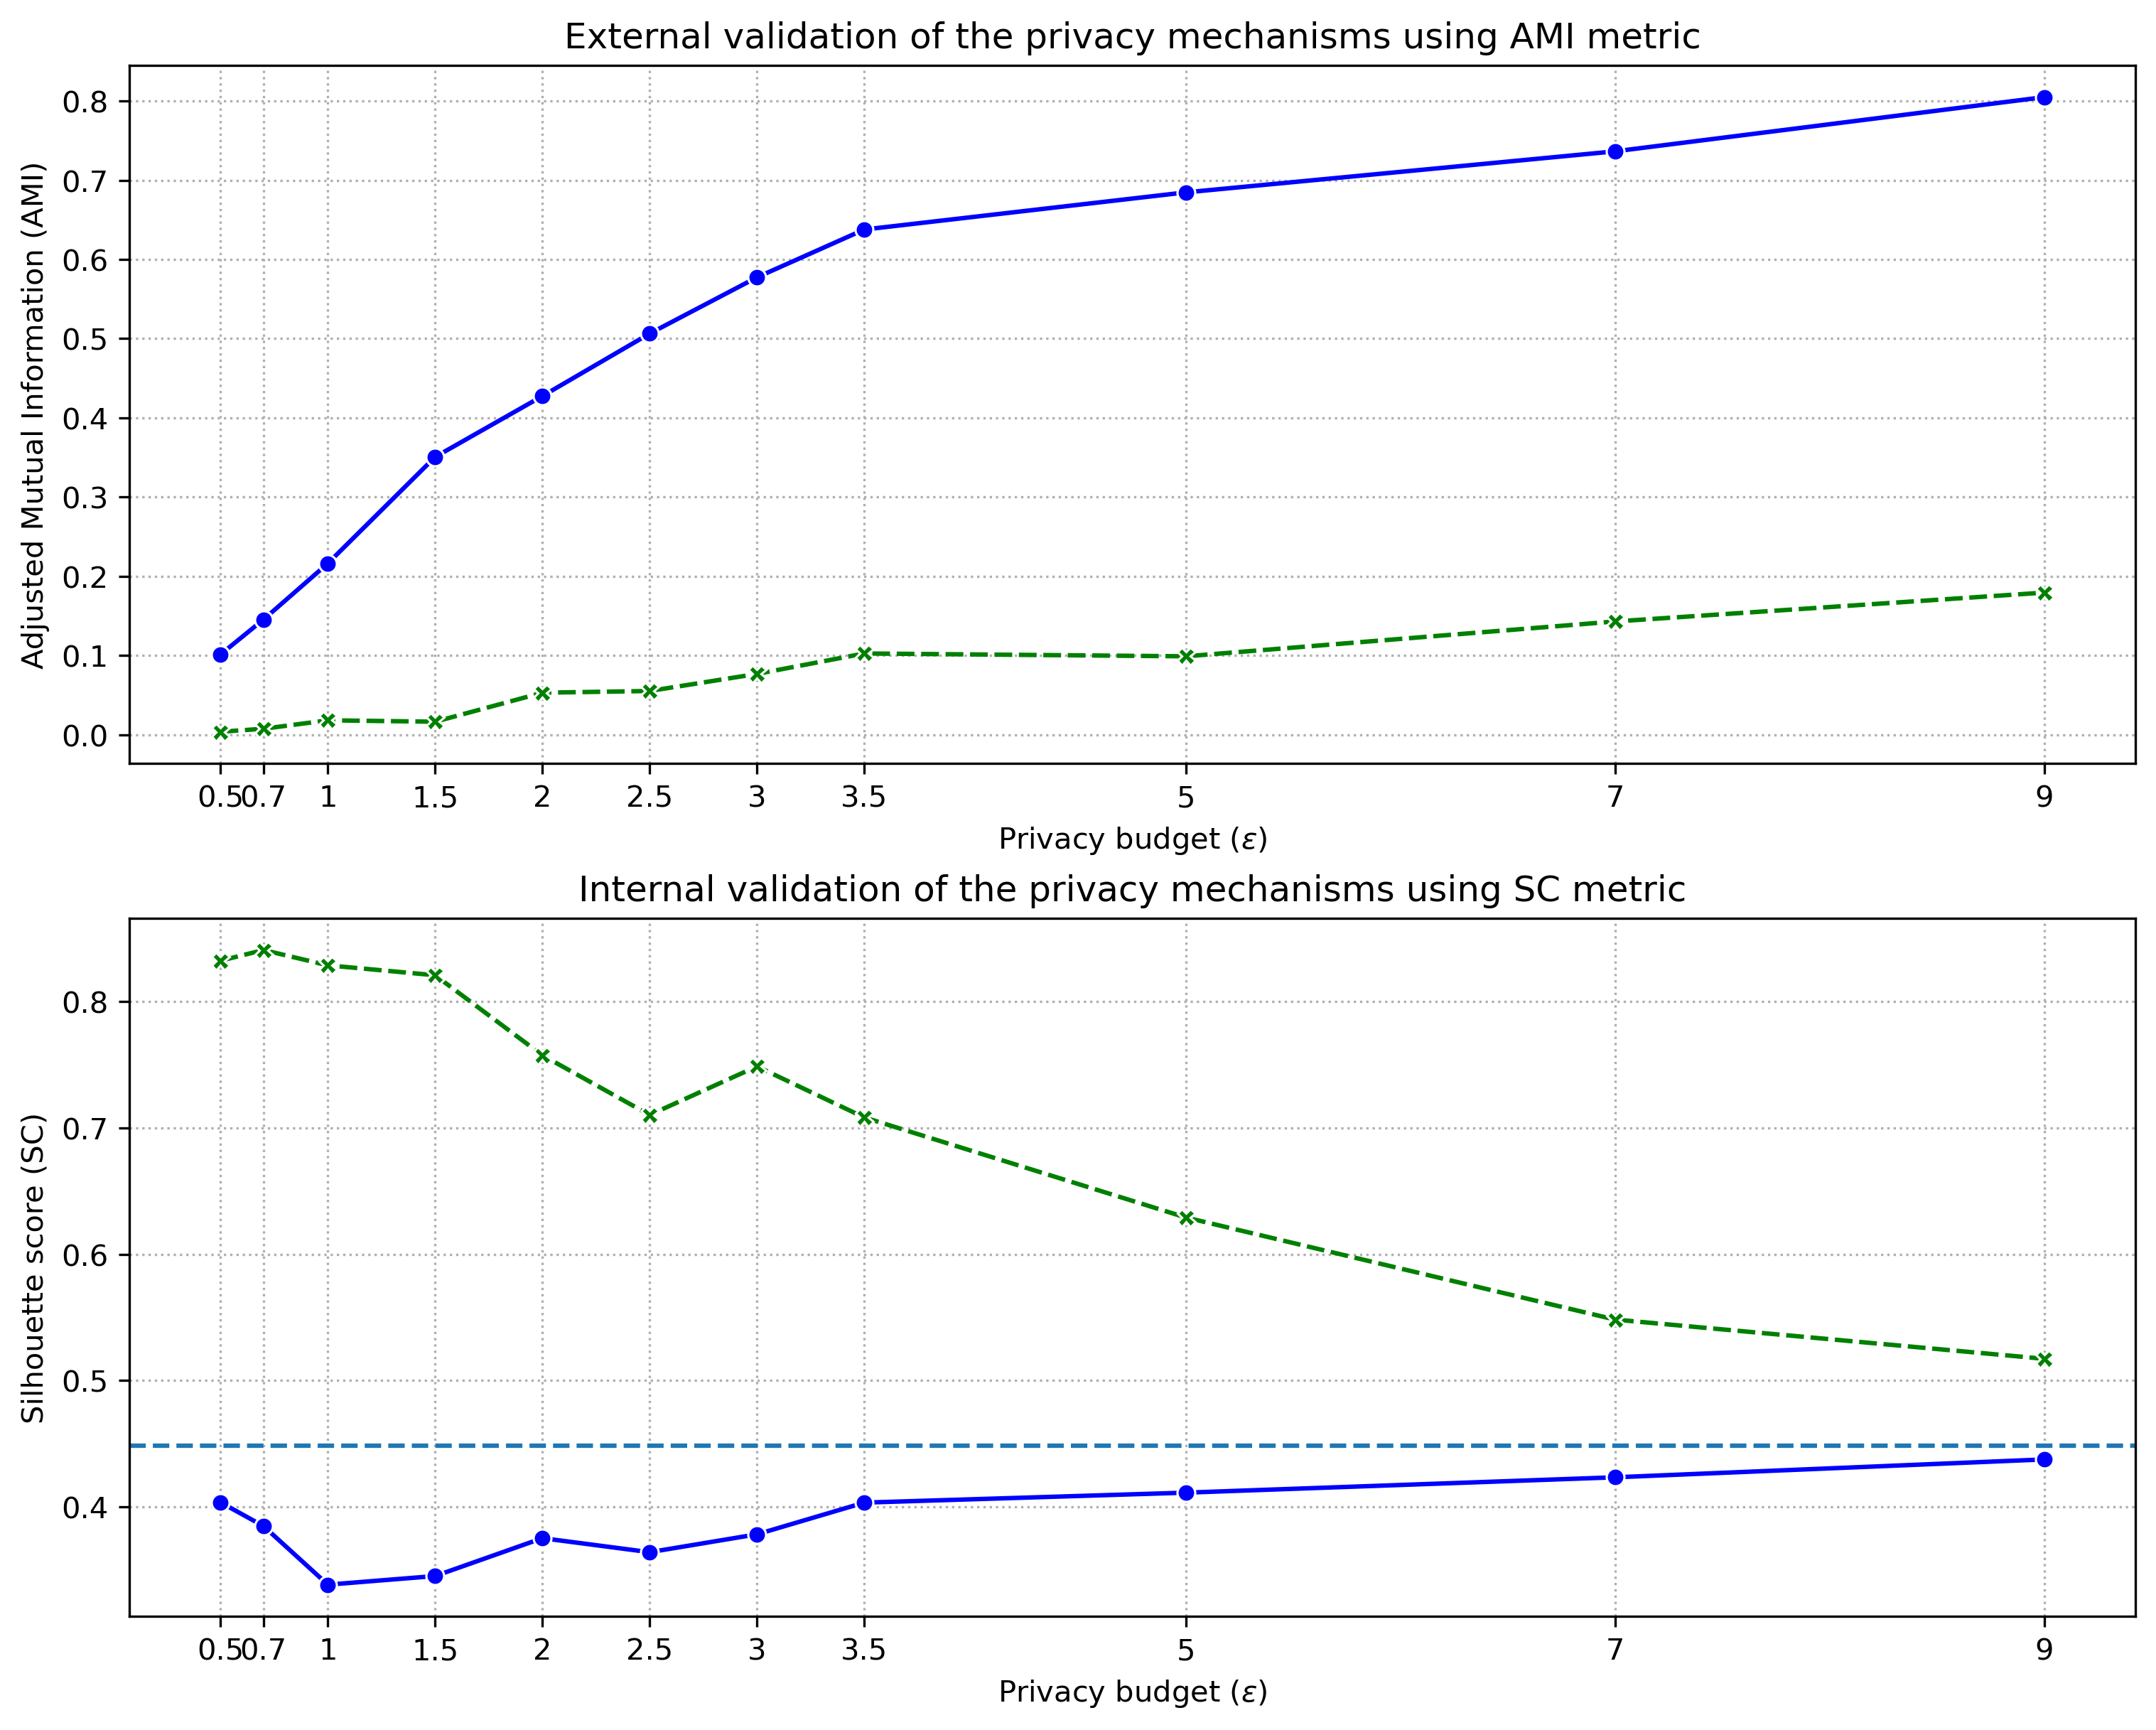 External validation of the privacy mechanisms using AMI metric
Adjusted Mutual Information (AMI)
0.8
0.7
0.6
0.5
0.4
0.3
0.2
0.1
0.0
0.5 0.7 1 1.5 2 2.5 3 3.5 5 7 9
Privacy budget (ε)
Internal validation of the privacy mechanisms using SC metric
Silhouette score (SC)
0.8
0.7
0.6
0.5
0.4
0.5 0.7 1 1.5 2 2.5 3 3.5 5 7 9
Privacy budget (ε)